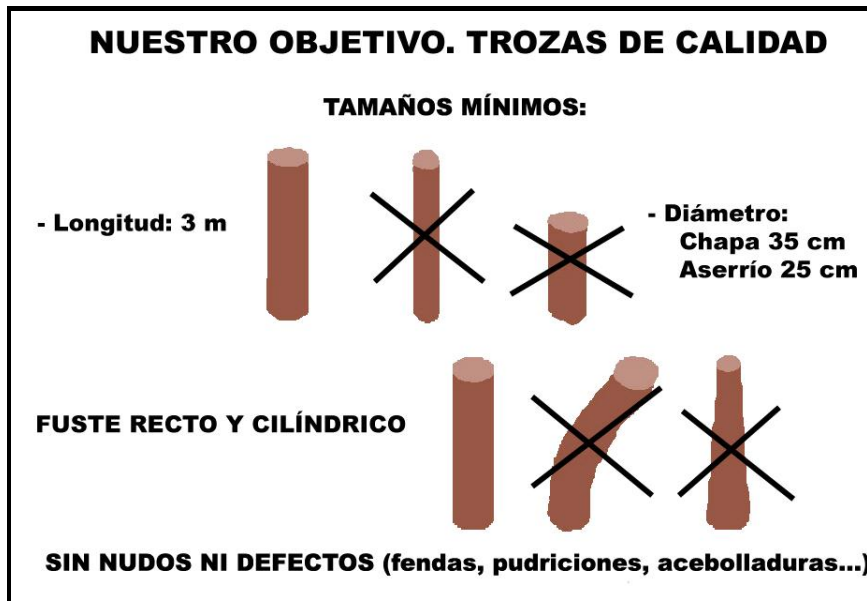 NUESTRO OBJETIVO. TROZAS DE CALIDAD
TAMAÑOS MÍNIMOS:
- Longitud: 3 m
- Diámetro:
Chapa 35 cm
Aserrío 25 cm
FUSTE RECTO Y CILÍNDRICO
SIN NUDOS NI DEFECTOS (fendas, pudriciones, acebolladuras...)